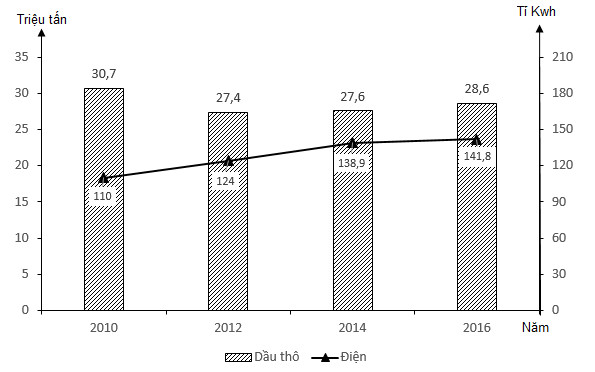 Triệu tấn
Tỉ Kwh
35 210
30,7 27,4 27,6 28,6
30 180
25 150
138,9 141,8
20 124 120
110
15 90
10 60
5 30
0 0
2010 2012 2014 2016 Năm
Dầu thô Điện